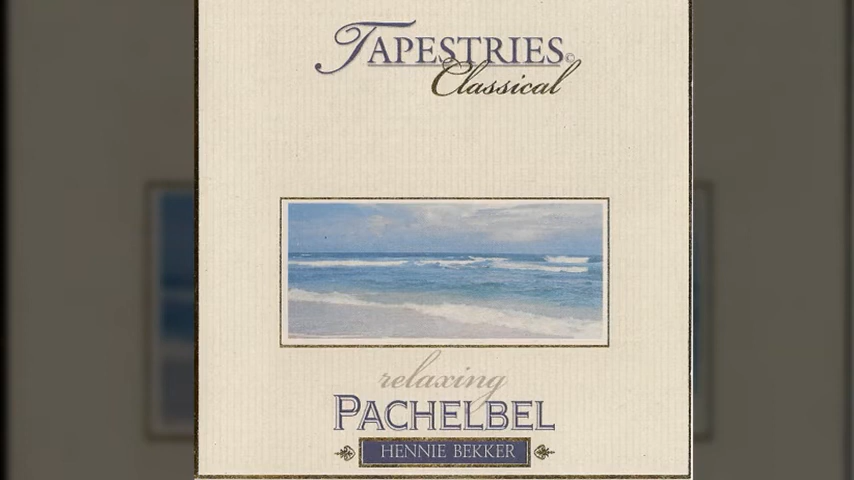 TAPESTRIES©
Classical
relaxing
PACHELBEL
HENNIE BEKKER